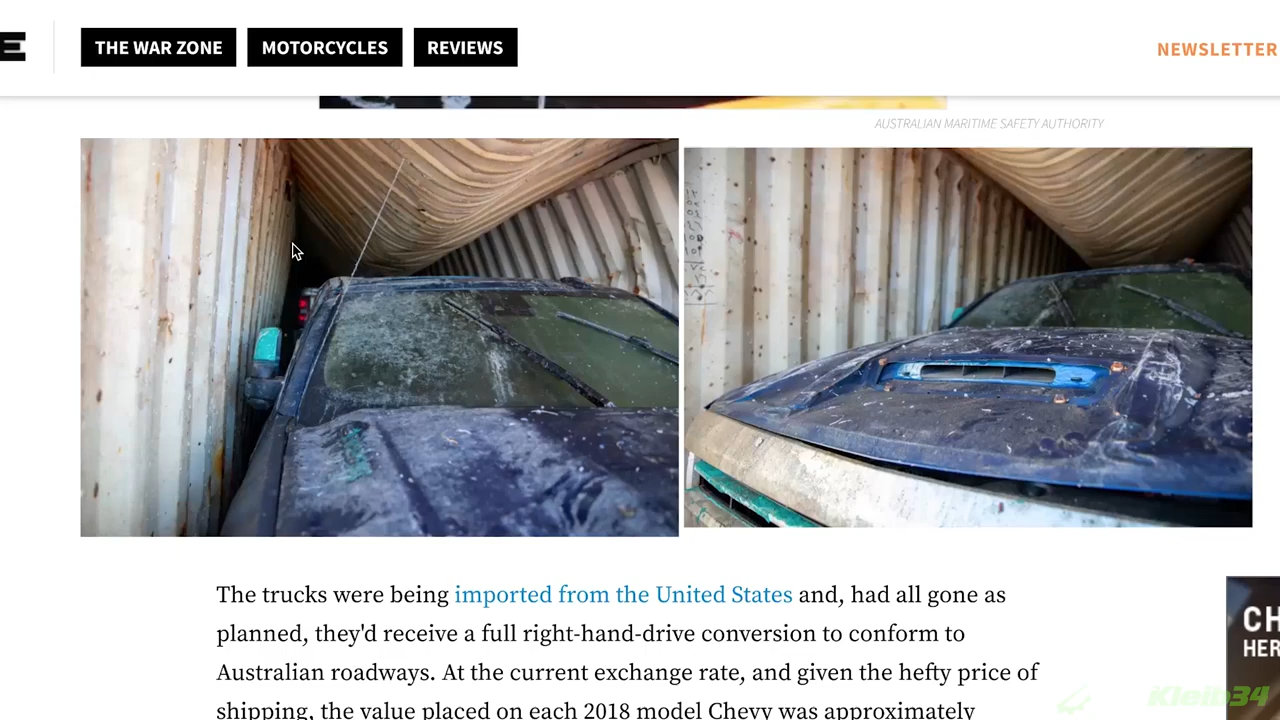 THE WAR ZONE
MOTORCYCLES
REVIEWS
NEWSLETTER
AUSTRALIAN MARITIME SAFETY AUTHORITY
The trucks were being imported from the United States and, had all gone as
planned, they'd receive a full right-hand-drive conversion to conform to
Australian roadways. At the current exchange rate, and given the hefty price of
shipping, the value placed on each 2018 model Chevy was approximately
CH
HER
Kleib34